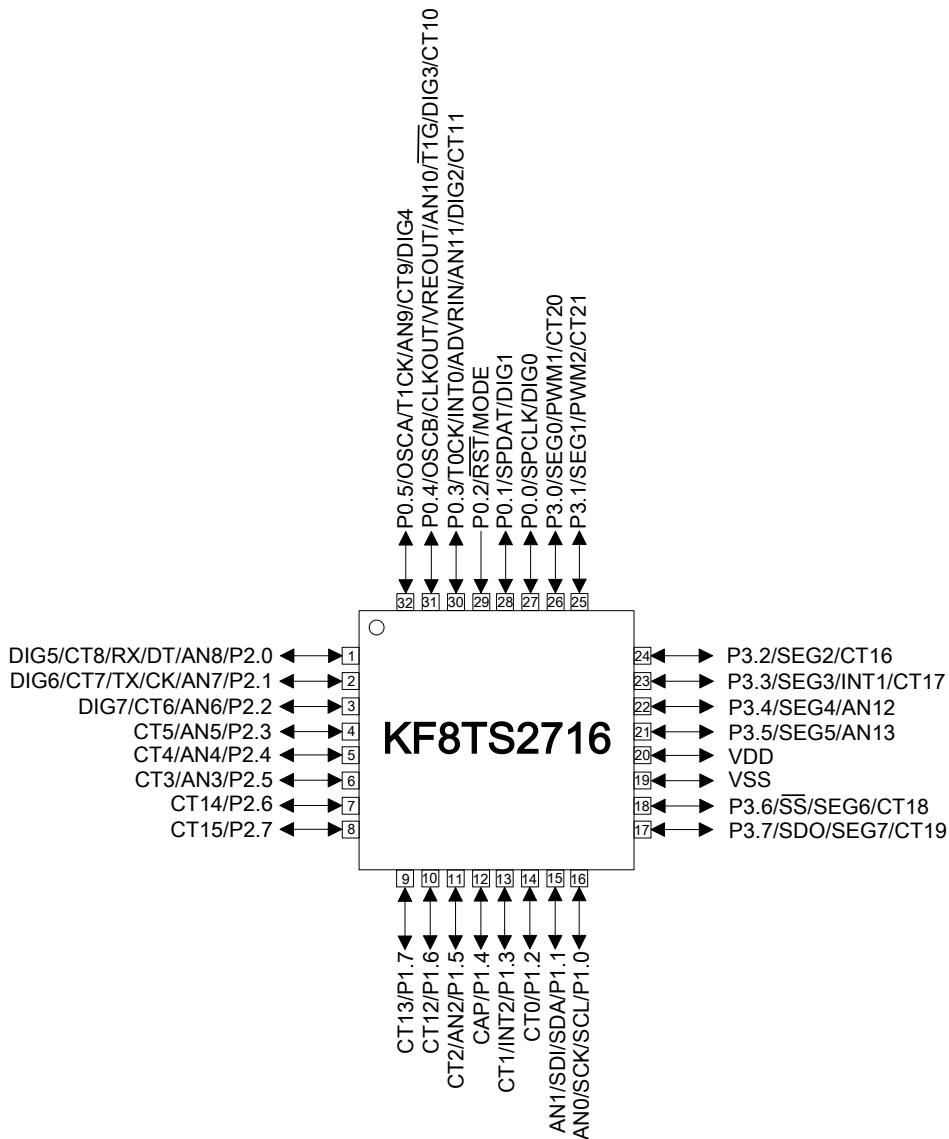 P0.5/OSCA/T1CK/AN9/CT9/DIG4
P0.4/OSCB/CLKOUT/VREOUT/AN10/T1G/DIG3/CT10
P0.3/T0CK/INT0/ADVRIN/AN11/DIG2/CT11
P0.2/RST/MODE
P0.1/SPDAT/DIG1
P0.0/SPCLK/DIG0
P3.0/SEG0/PWM1/CT20
P3.1/SEG1/PWM2/CT21
32 31 30 29 28 27 26 25
DIG5/CT8/RX/DT/AN8/P2.0 1
DIG6/CT7/TX/CK/AN7/P2.1 2
DIG7/CT6/AN6/P2.2 3
CT5/AN5/P2.3 4
CT4/AN4/P2.4 5
CT3/AN3/P2.5 6
CT14/P2.6 7
CT15/P2.7 8
KF8TS2716
24 P3.2/SEG2/CT16
23 P3.3/SEG3/INT1/CT17
22 P3.4/SEG4/AN12
21 P3.5/SEG5/AN13
20 VDD
19 VSS
18 P3.6/SS/SEG6/CT18
17 P3.7/SDO/SEG7/CT19
9 10 11 12 13 14 15 16
CT13/P1.7
CT12/P1.6
CT2/AN2/P1.5
CAP/P1.4
CT1/INT2/P1.3
CT0/P1.2
AN1/SDI/SDA/P1.1
AN0/SCK/SCL/P1.0